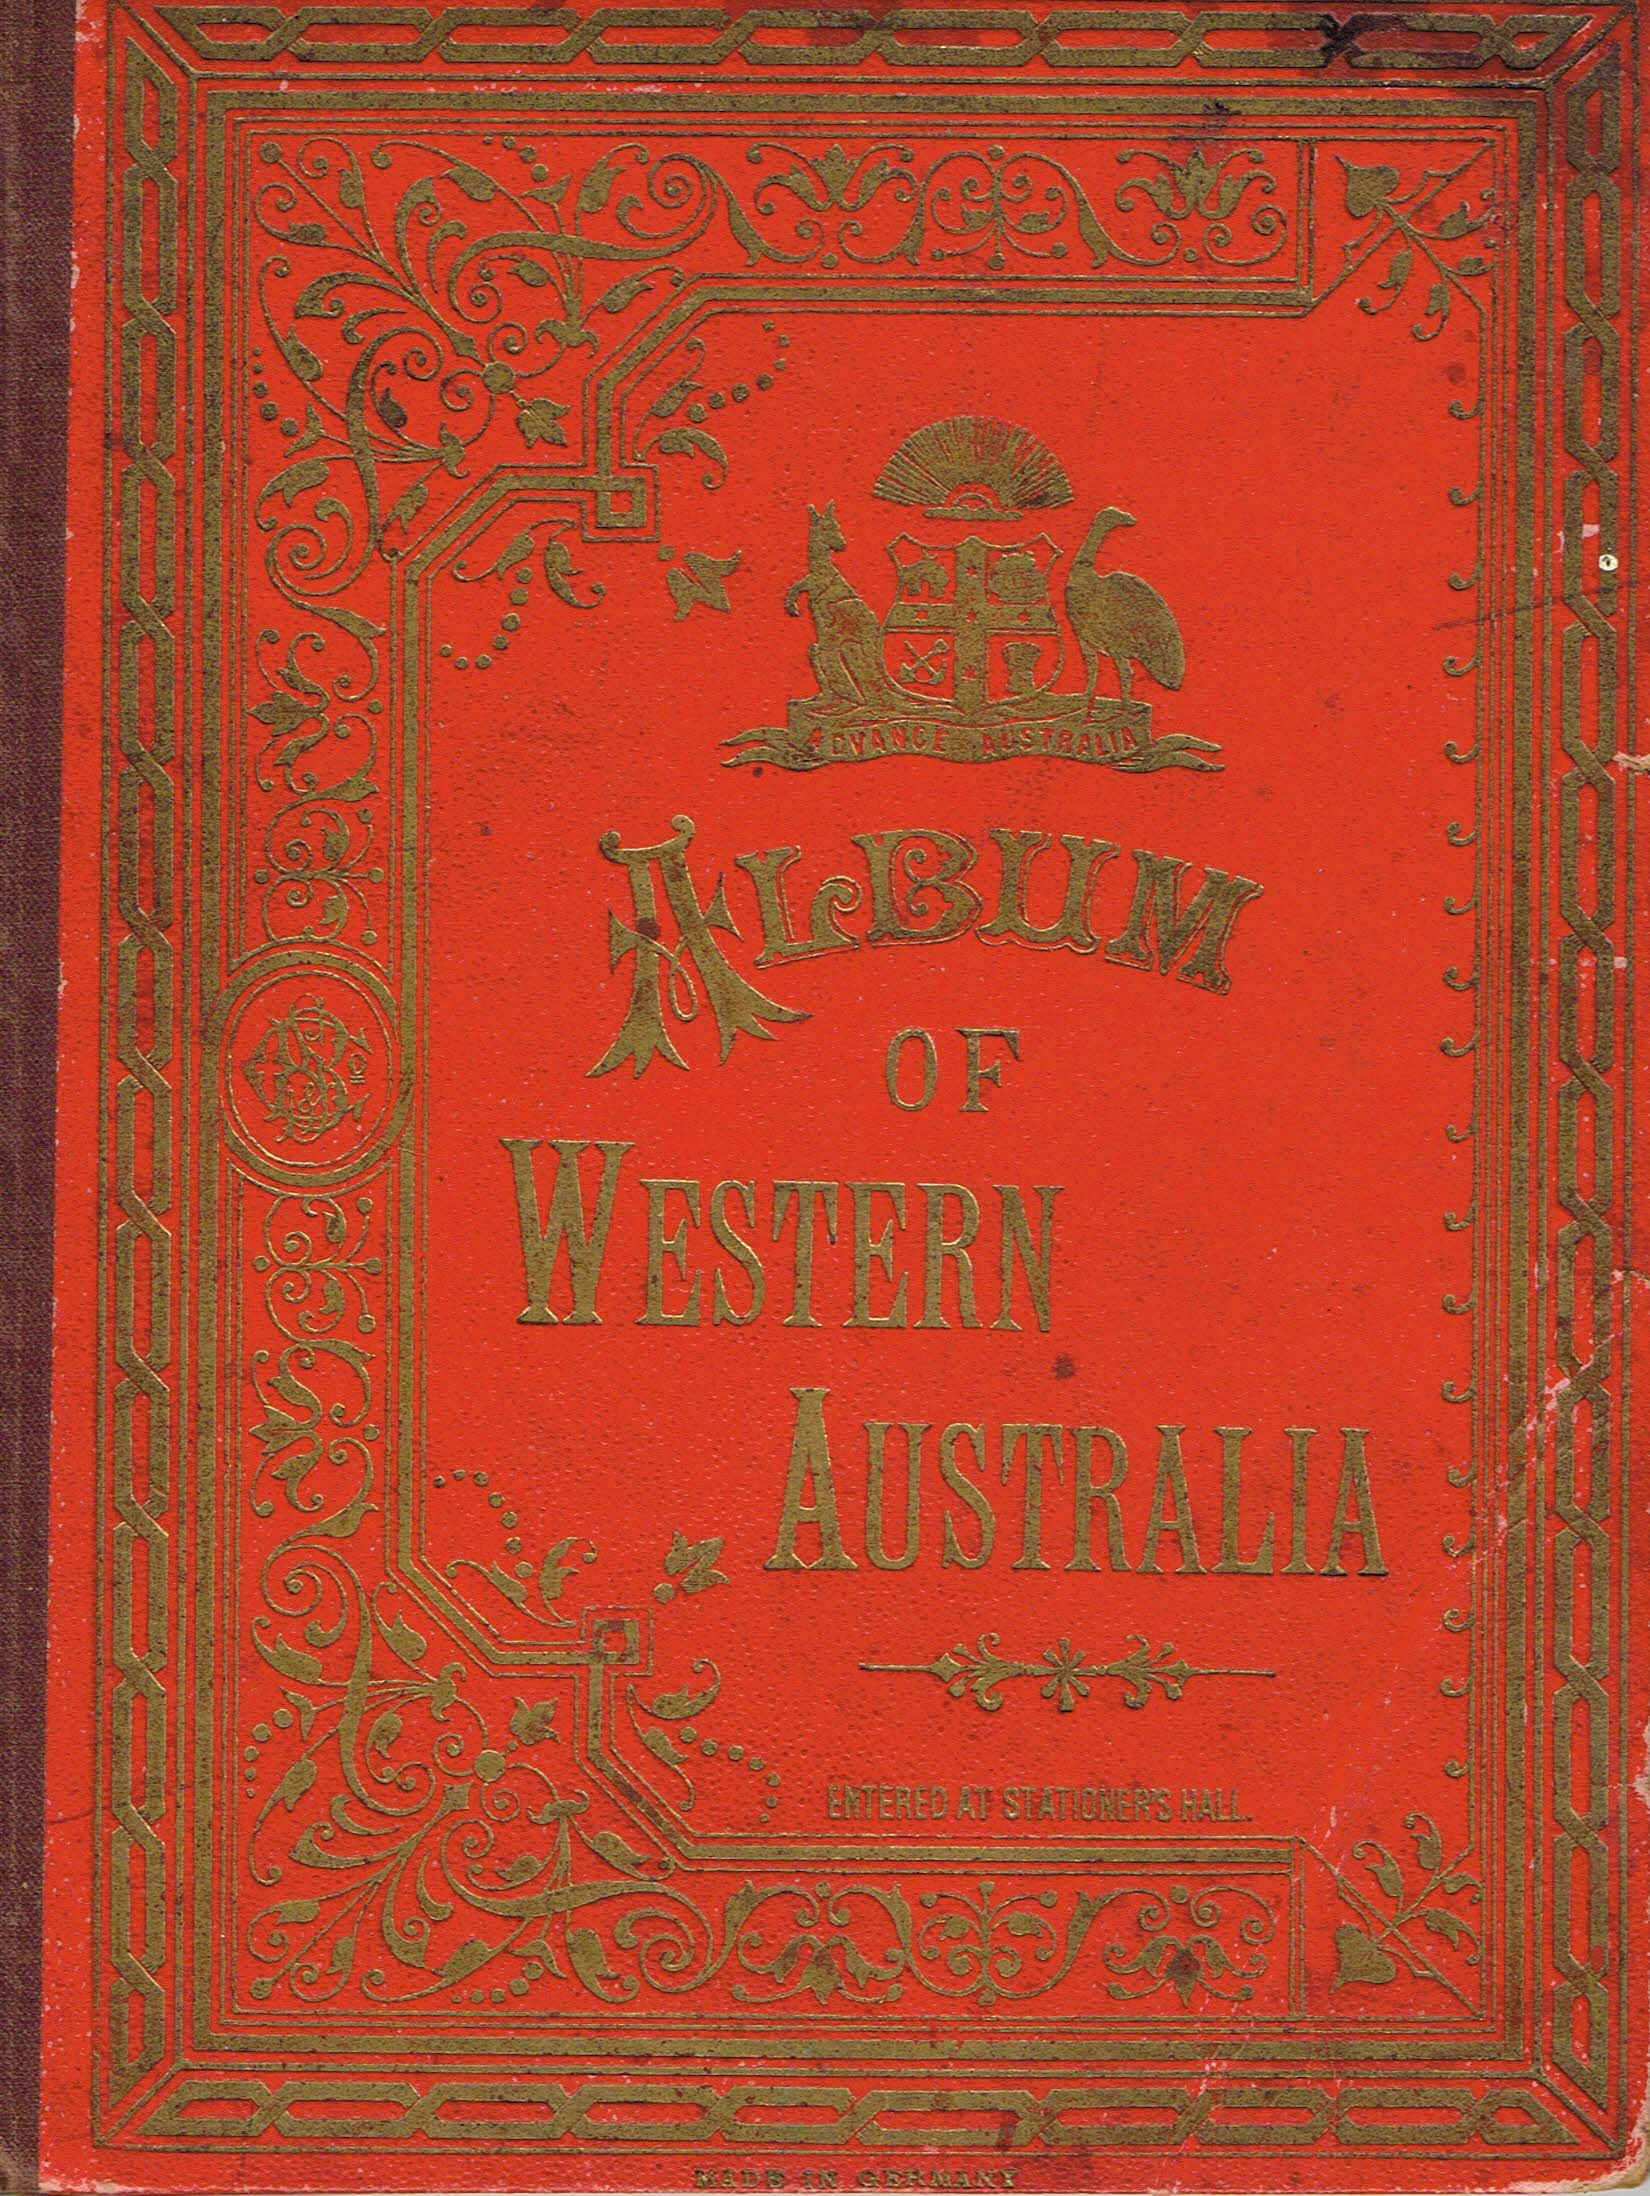 ADVANCE AUSTRALIA
ALBUM
OF
WESTERN
AUSTRALIA
ENTERED AT STATIONER'S HALL.
MADE IN GERMANY